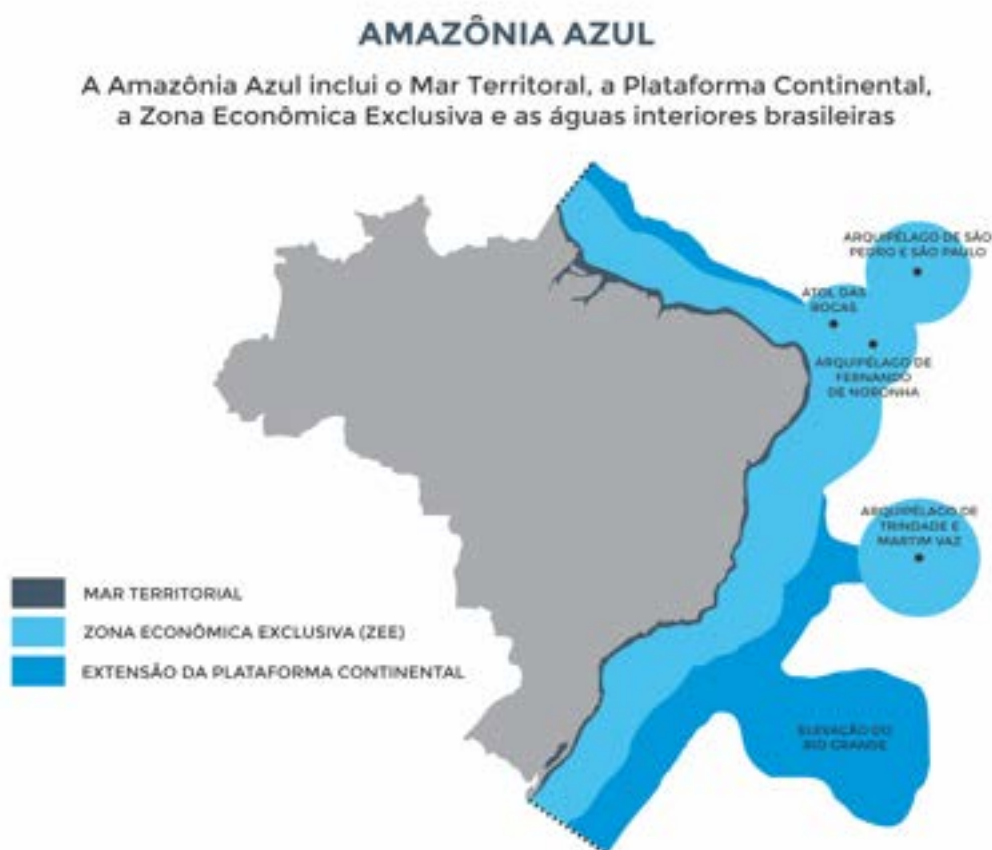 AMAZÔNIA AZUL
A Amazônia Azul inclui o Mar Territoral, a Plataforma Continental,
a Zona Econômica Exclusiva e as águas interiores brasileiras
ARQUIPÉLAGO DE SÃO
PEDRO E SÃO PAULO
ATOL DAS
ROCAS
ARQUIPÉLAGO DE
FERNANDO
DE NORONHA
ARQUIPÉLAGO DE
TRINDADE E
MARTIM VAZ
MAR TERRITORIAL
ZONA ECONÔMICA EXCLUSIVA (ZEE)
EXTENSÃO DA PLATAFORMA CONTINENTAL
ELEVAÇÃO DO
RIO GRANDE